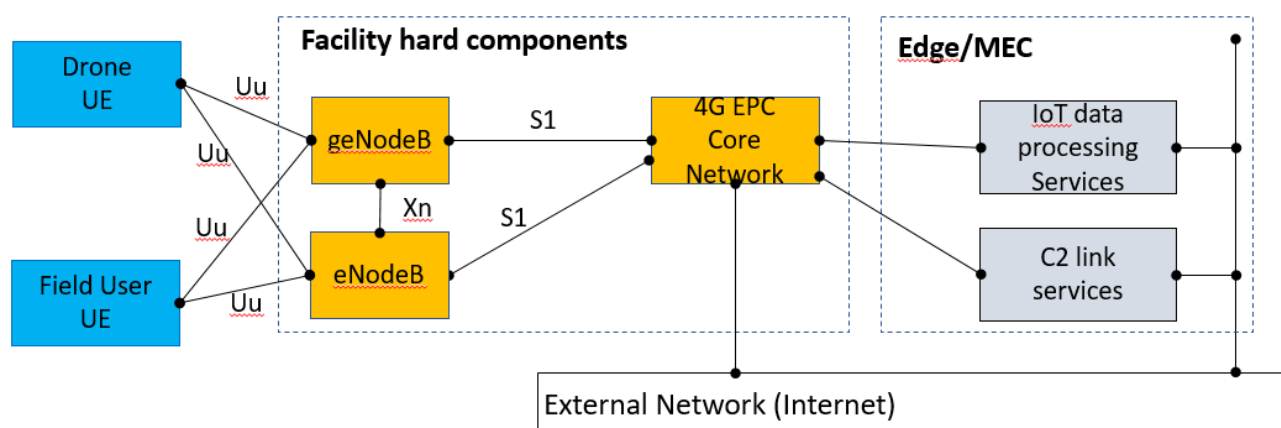 Facility hard components
Edge/MEC
Drone
UE
Uu
geNodeB
S1
4G EPC
Core
Network
IoT data
processing
Services
Uu
Xn
Uu
S1
Field User
UE
Uu
eNodeB
C2 link
services
External Network (Internet)